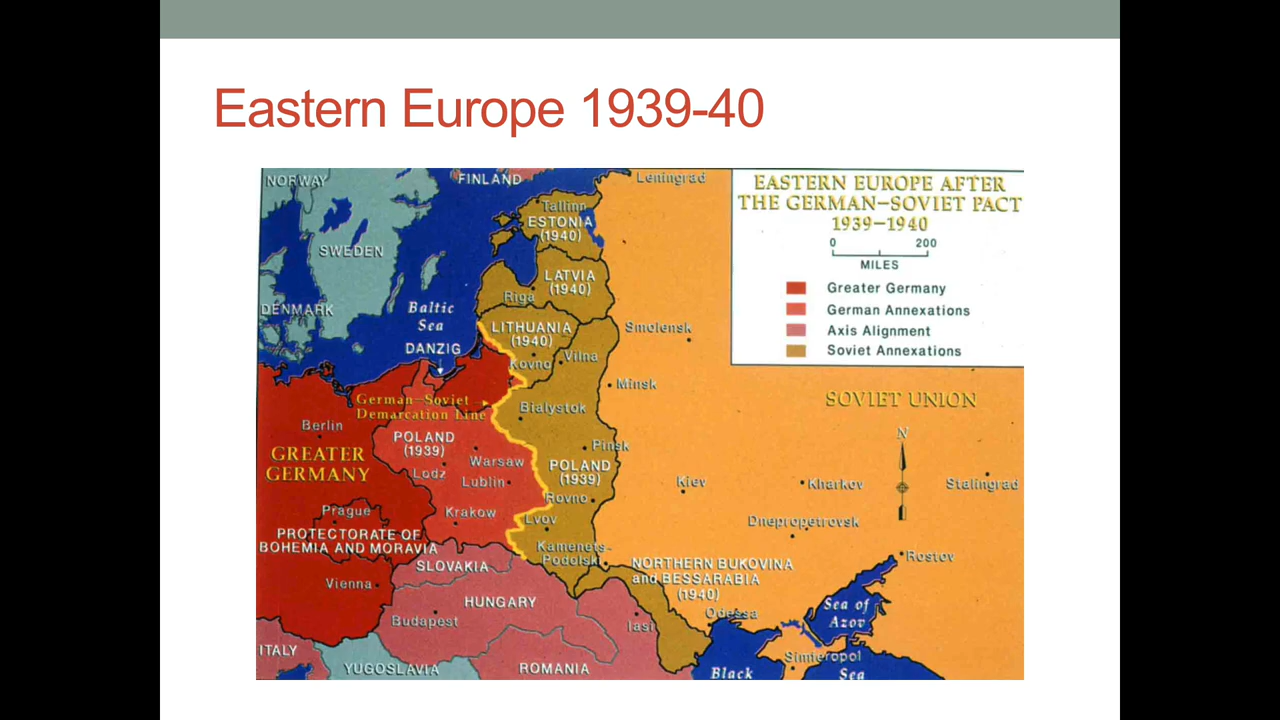 Eastern Europe 1939-40
NORWAY
FINLAND
Leningrad
EASTERN EUROPE AFTER
THE GERMAN–SOVIET PACT
1939–1940
0 200
MILES
Greater Germany
German Annexations
Axis Alignment
Soviet Annexations
Tallinn
ESTONIA
(1940)
SWEDEN
LATVIA
(1940)
Riga
DENMARK
Baltic
Sea
LITHUANIA
(1940)
Smolensk
DANZIG
Kovno
Vilna
Minsk
German–Soviet
Demarcation Line
Bialystok
SOVIET UNION
N
Berlin
POLAND
(1939)
GREATER
GERMANY
Pinsk
Warsaw
Lodz
Lublin
POLAND
(1939)
Kiev
Kharkov
Stalingrad
Rovno
Prague
Krakow
Lvov
Dnepropetrovsk
PROTECTORATE OF
BOHEMIA AND MORAVIA
Kamenets-
Podolski
Rostov
SLOVAKIA
NORTHERN BUKOVINA
and BESSARABIA
(1940)
Vienna
HUNGARY
Budapest
Iasi
Odessa
Sea of
Azov
ITALY
YUGOSLAVIA
ROMANIA
Simferopol
Black
Sea